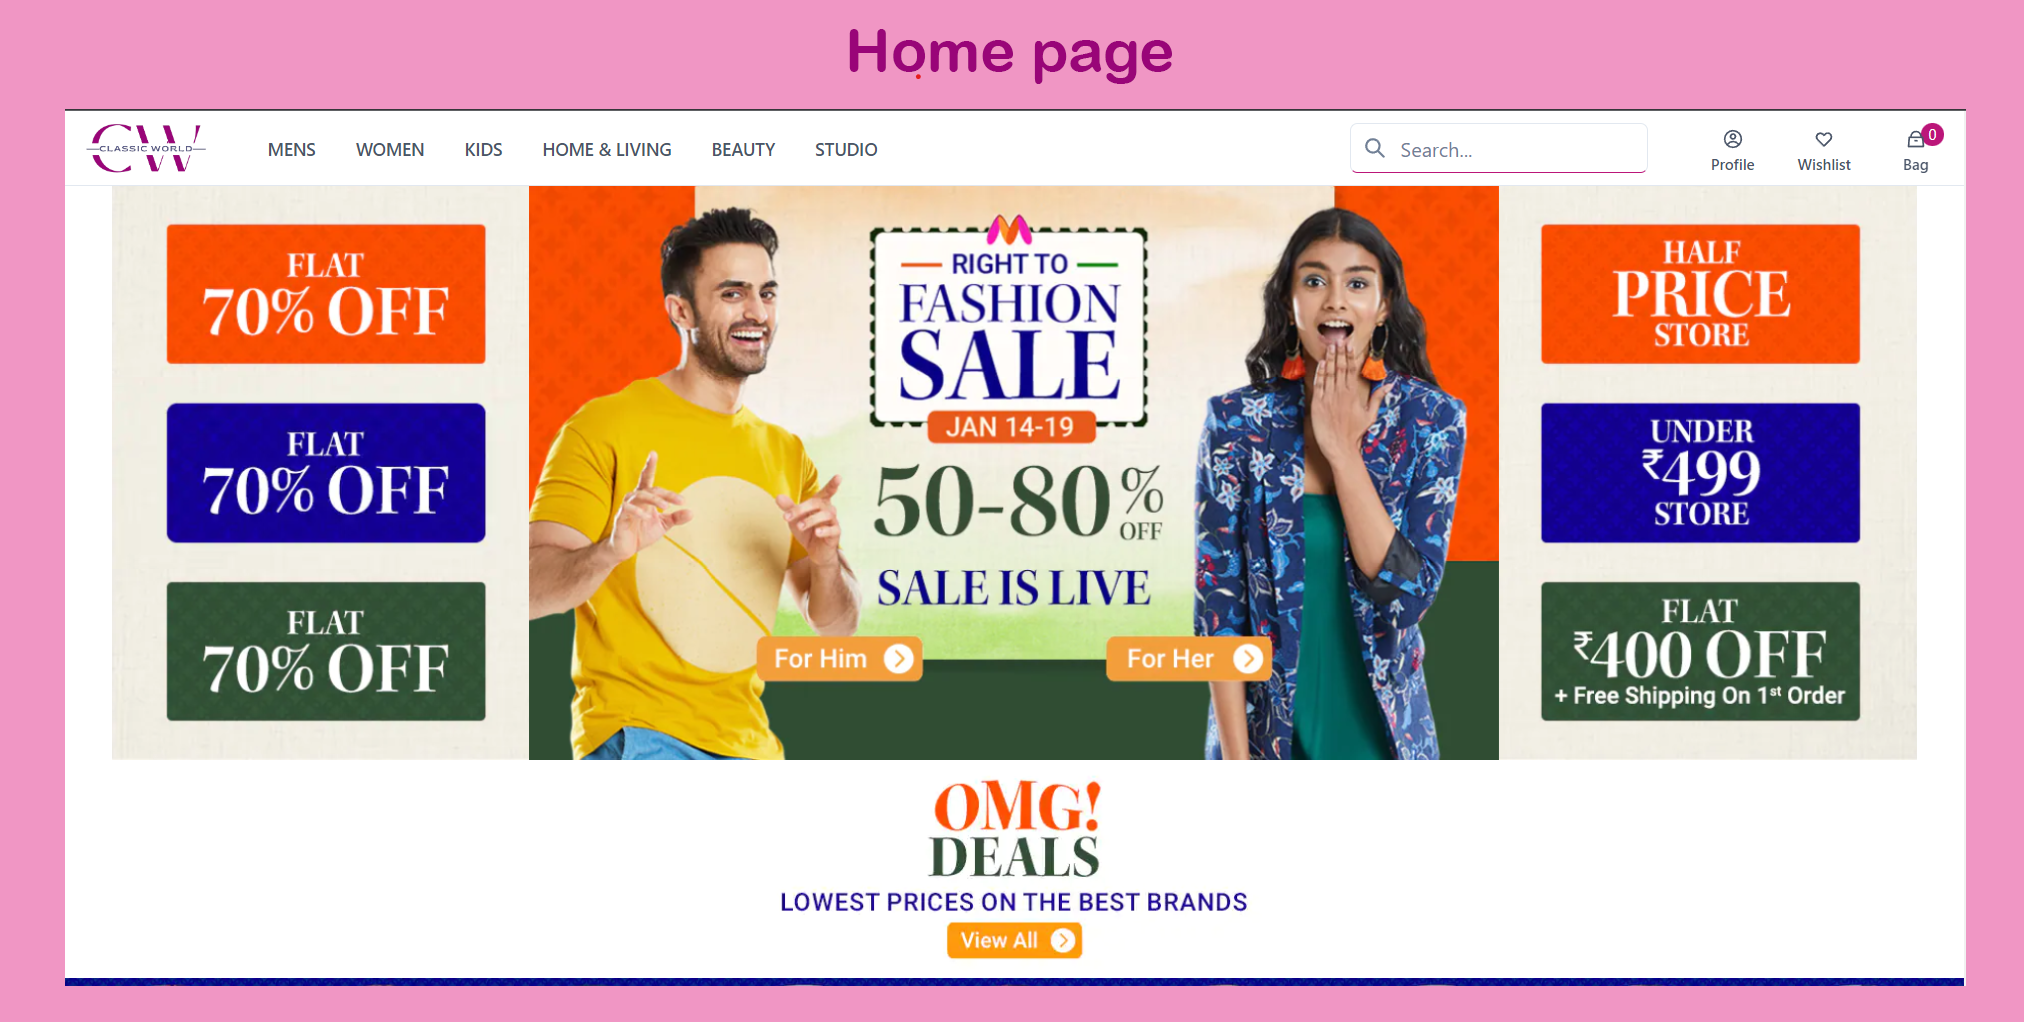 Home page
CW
CLASSIC WORLD
MENS WOMEN KIDS HOME & LIVING BEAUTY STUDIO
Search...
Profile
Wishlist
0
Bag
FLAT
70% OFF
FLAT
70% OFF
FLAT
70% OFF
RIGHT TO
FASHION
SALE
JAN 14-19
50-80% OFF
SALE IS LIVE
For Him
For Her
HALF
PRICE
STORE
UNDER
₹499
STORE
FLAT
₹400 OFF
+ Free Shipping On 1st Order
OMG!
DEALS
LOWEST PRICES ON THE BEST BRANDS
View All